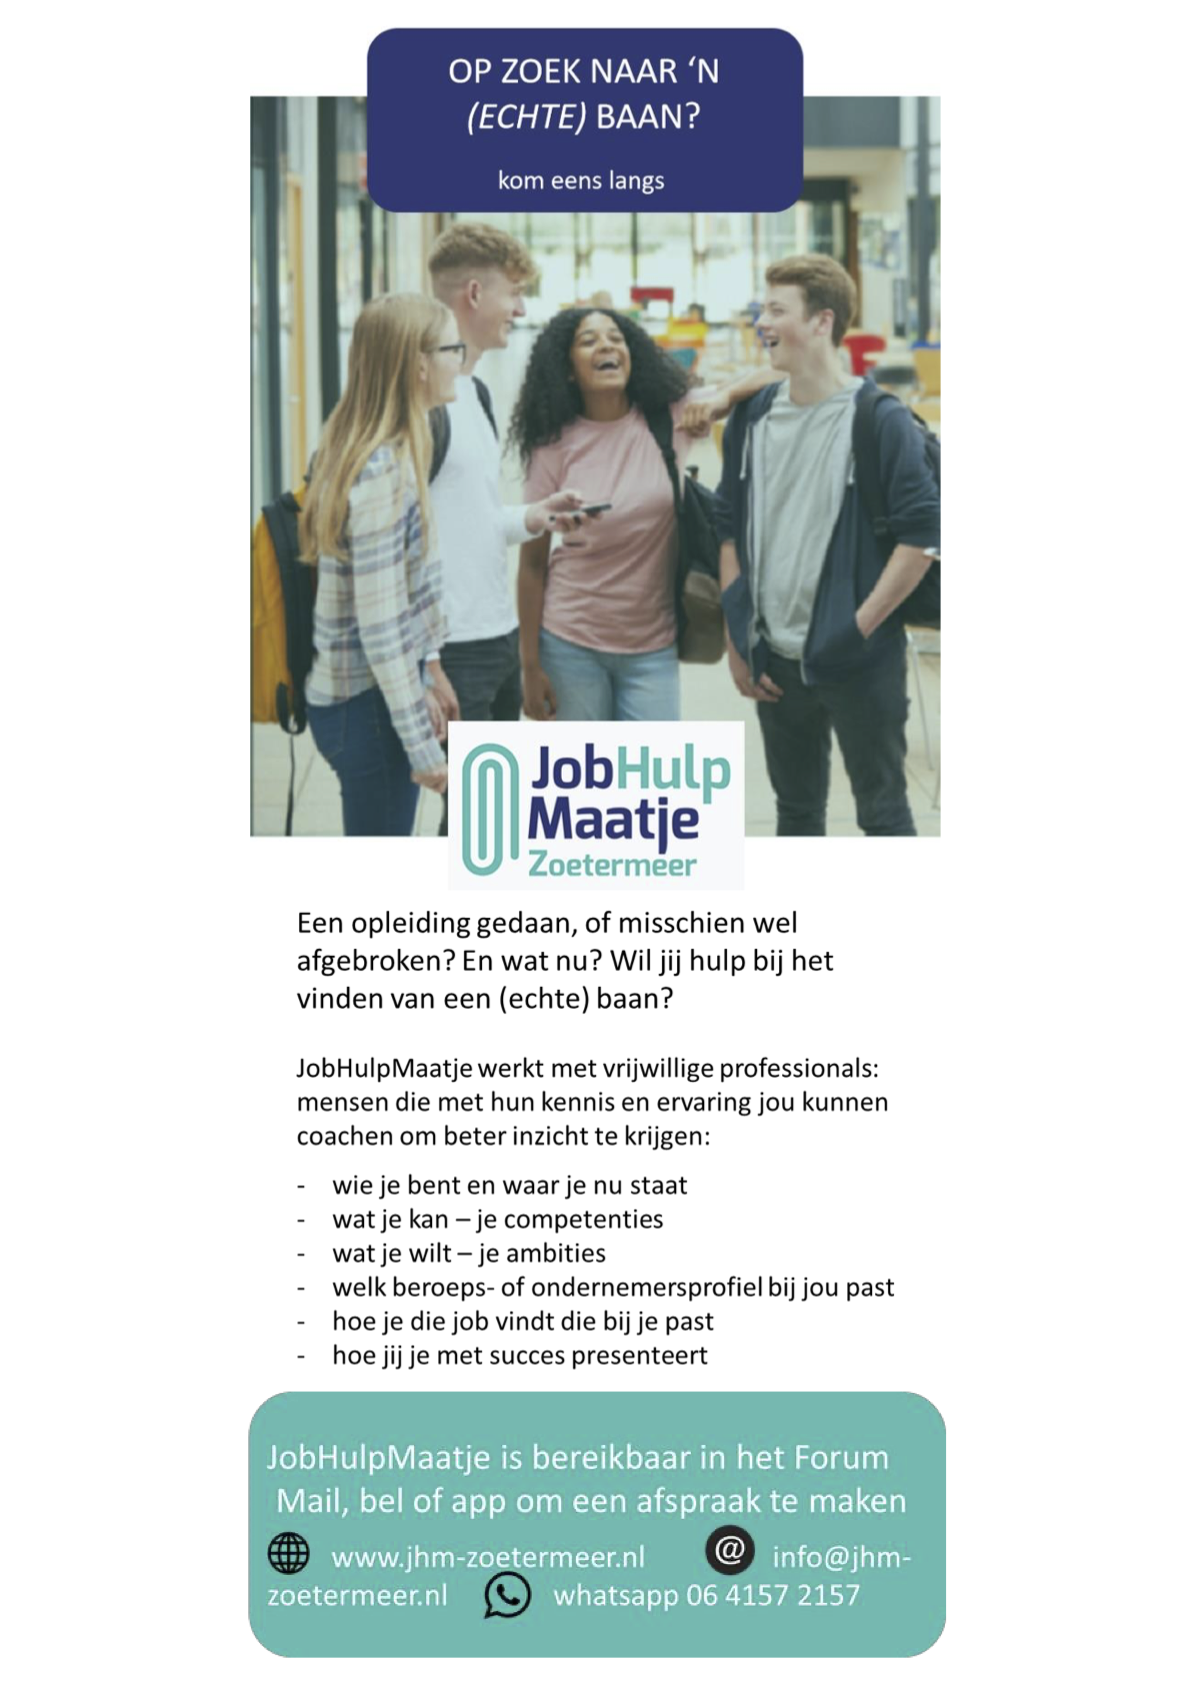 OP ZOEK NAAR ‘N
(ECHTE) BAAN?
kom eens langs
JobHulp
Maatje
Zoetermeer
Een opleiding gedaan, of misschien wel
afgebroken? En wat nu? Wil jij hulp bij het
vinden van een (echte) baan?
JobHulpMaatje werkt met vrijwillige professionals:
mensen die met hun kennis en ervaring jou kunnen
coachen om beter inzicht te krijgen:
- wie je bent en waar je nu staat
- wat je kan – je competenties
- wat je wilt – je ambities
- welk beroeps- of ondernemersprofiel bij jou past
- hoe je die job vindt die bij je past
- hoe jij je met succes presenteert
JobHulpMaatje is bereikbaar in het Forum
Mail, bel of app om een afspraak te maken
www.jhm-zoetermeer.nl @ info@jhm-
zoetermeer.nl whatsapp 06 4157 2157